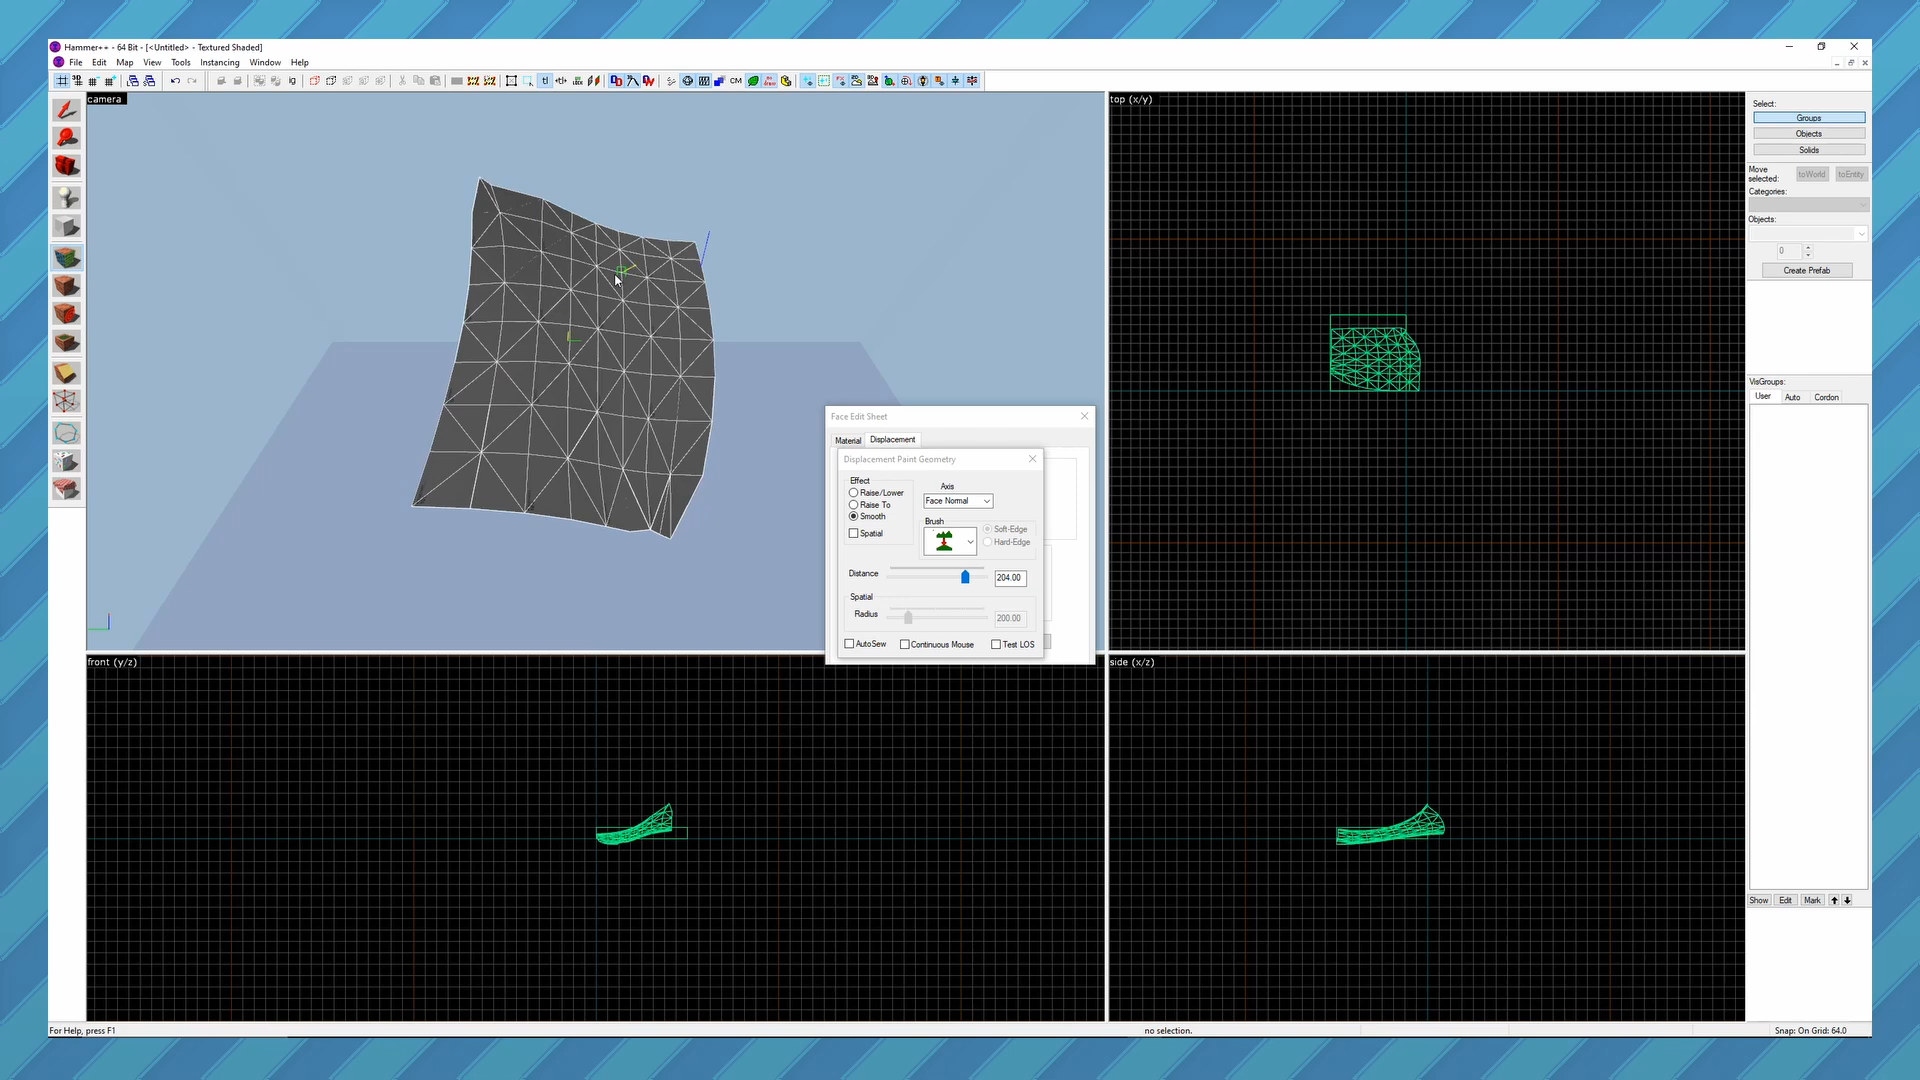 Hammer++ - 64 Bit - [<Untitled> - Textured Shaded]
File Edit Map View Tools Instancing Window Help
camera
top (x/y)
Select:
Groups
Objects
Solids
Move selected:
toWorld
toEntity
Categories:
Objects:
0
Create Prefab
Face Edit Sheet
Material
Displacement
Displacement Paint Geometry
Effect
Raise/Lower
Raise To
Smooth
Spatial
Axis
Face Normal
Brush
Soft-Edge
Hard-Edge
Distance
204.00
Spatial
Radius
200.00
AutoSew
Continuous Mouse
Test LOS
VisGroups:
User
Auto
Cordon
front (y/z)
side (x/z)
Show
Edit
Mark
For Help, press F1
no selection.
Snap: On Grid: 64.0